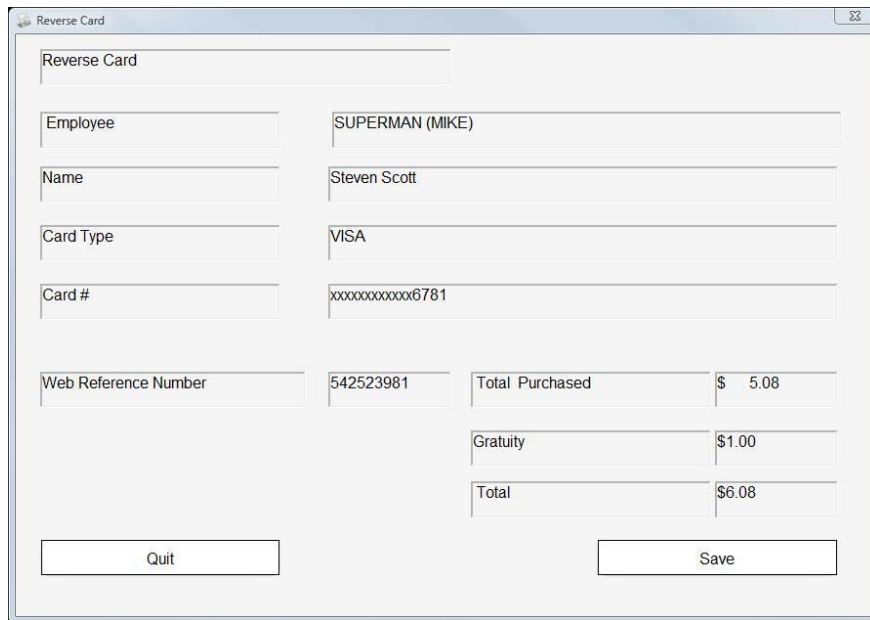 Reverse Card
Reverse Card
Employee SUPERMAN (MIKE)
Name Steven Scott
Card Type VISA
Card # xxxxxxxxxxxx6781
Web Reference Number 542523981 Total Purchased $ 5.08
Gratuity $1.00
Total $6.08
Quit Save